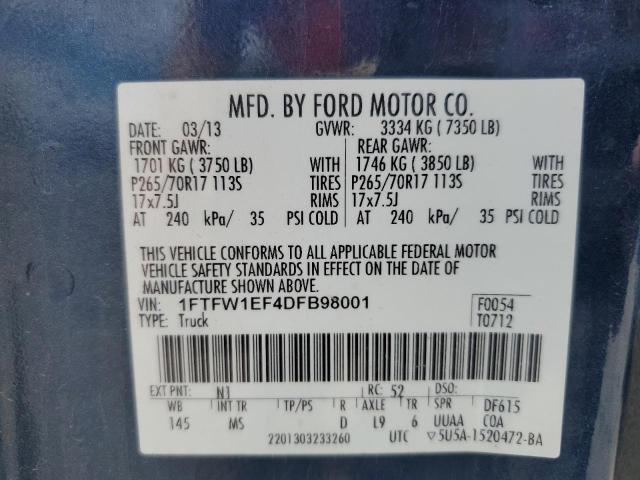 MFD. BY FORD MOTOR CO.
DATE: 03/13 GVWR: 3334 KG ( 7350 LB)
FRONT GAWR: REAR GAWR:
1701 KG ( 3750 LB) WITH 1746 KG ( 3850 LB) WITH
P265/70R17 113S TIRES P265/70R17 113S TIRES
17x7.5J RIMS 17x7.5J RIMS
AT 240 kPa/ 35 PSI COLD AT 240 kPa/ 35 PSI COLD
THIS VEHICLE CONFORMS TO ALL APPLICABLE FEDERAL MOTOR
VEHICLE SAFETY STANDARDS IN EFFECT ON THE DATE OF
MANUFACTURE SHOWN ABOVE.
VIN: 1FTFW1EF4DFB98001 F0054
TYPE: Truck T0712
EXT PNT: N1 RC: 52 DSO:
WB INT TR TP/PS R AXLE TR SPR DF615
145 MS D L9 6 UUAA COA
2201303233260 UTC ▽5U5A-1520472-BA